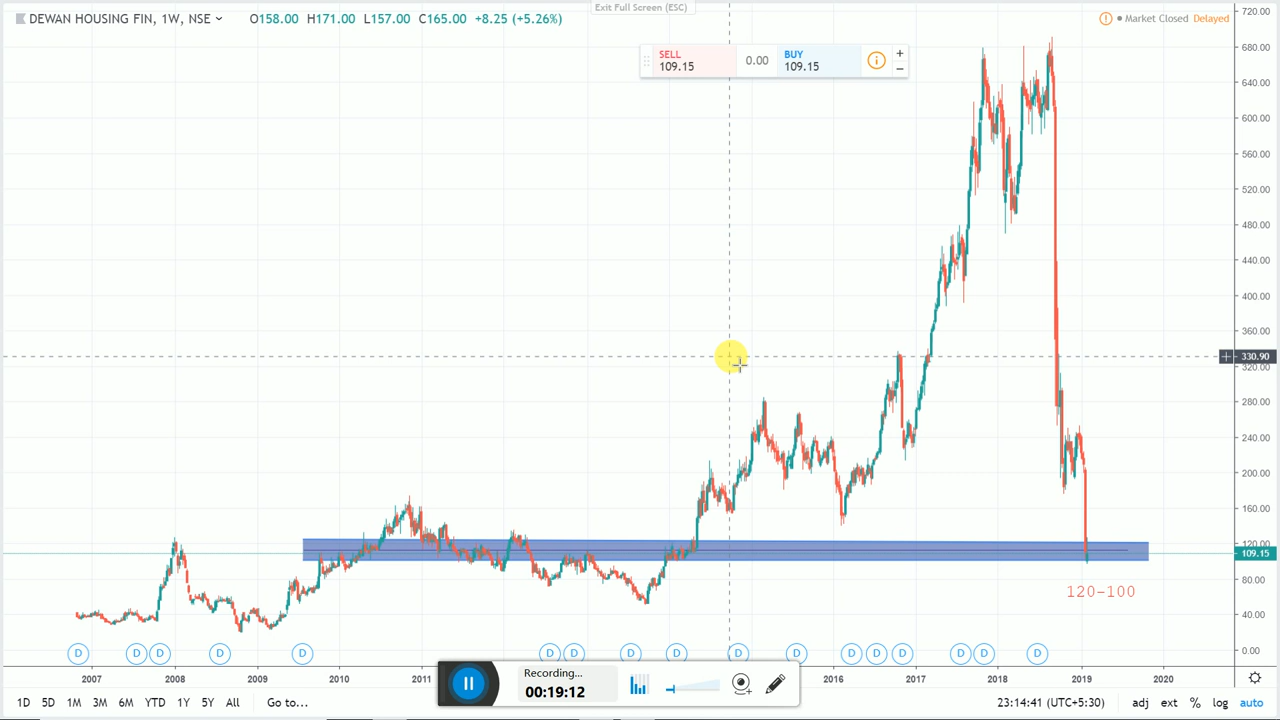 DEWAN HOUSING FIN, 1W, NSE O158.00 H171.00 L157.00 C165.00 +8.25 (+5.26%)
Exit Full Screen (ESC)
Market Closed Delayed
SELL
109.15
0.00
BUY
109.15
720.00
680.00
640.00
600.00
560.00
520.00
480.00
440.00
400.00
360.00
330.90
320.00
280.00
240.00
200.00
160.00
120.00
109.15
80.00
40.00
0.00
120-100
D D D D D D D D D D D D D D D D D
2007 2008 2009 2010 2011 2016 2017 2018 2019 2020
Recording...
00:19:12
1D 5D 1M 3M 6M YTD 1Y 5Y All Go to... 23:14:41 (UTC+5:30) adj ext % log auto